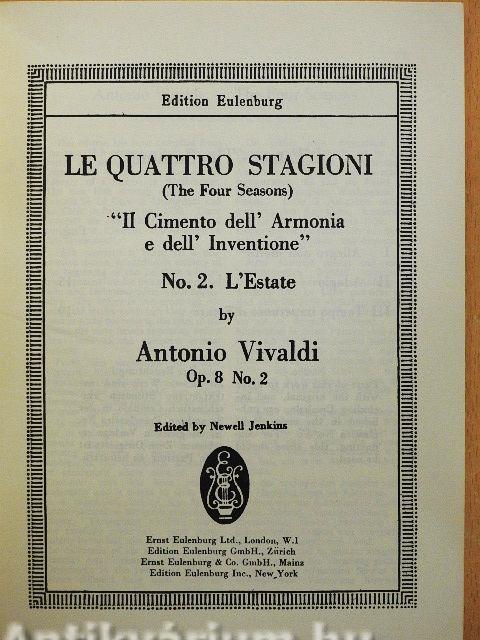 Edition Eulenburg
LE QUATTRO STAGIONI
(The Four Seasons)
“Il Cimento dell' Armonia
e dell' Inventione”
No. 2. L'Estate
by
Antonio Vivaldi
Op. 8 No. 2
Edited by Newell Jenkins
Ernst Eulenburg Ltd., London, W.1
Edition Eulenburg GmbH., Zürich
Ernst Eulenburg & Co. GmbH., Mainz
Edition Eulenburg Inc., New York
Antikvárium.hu